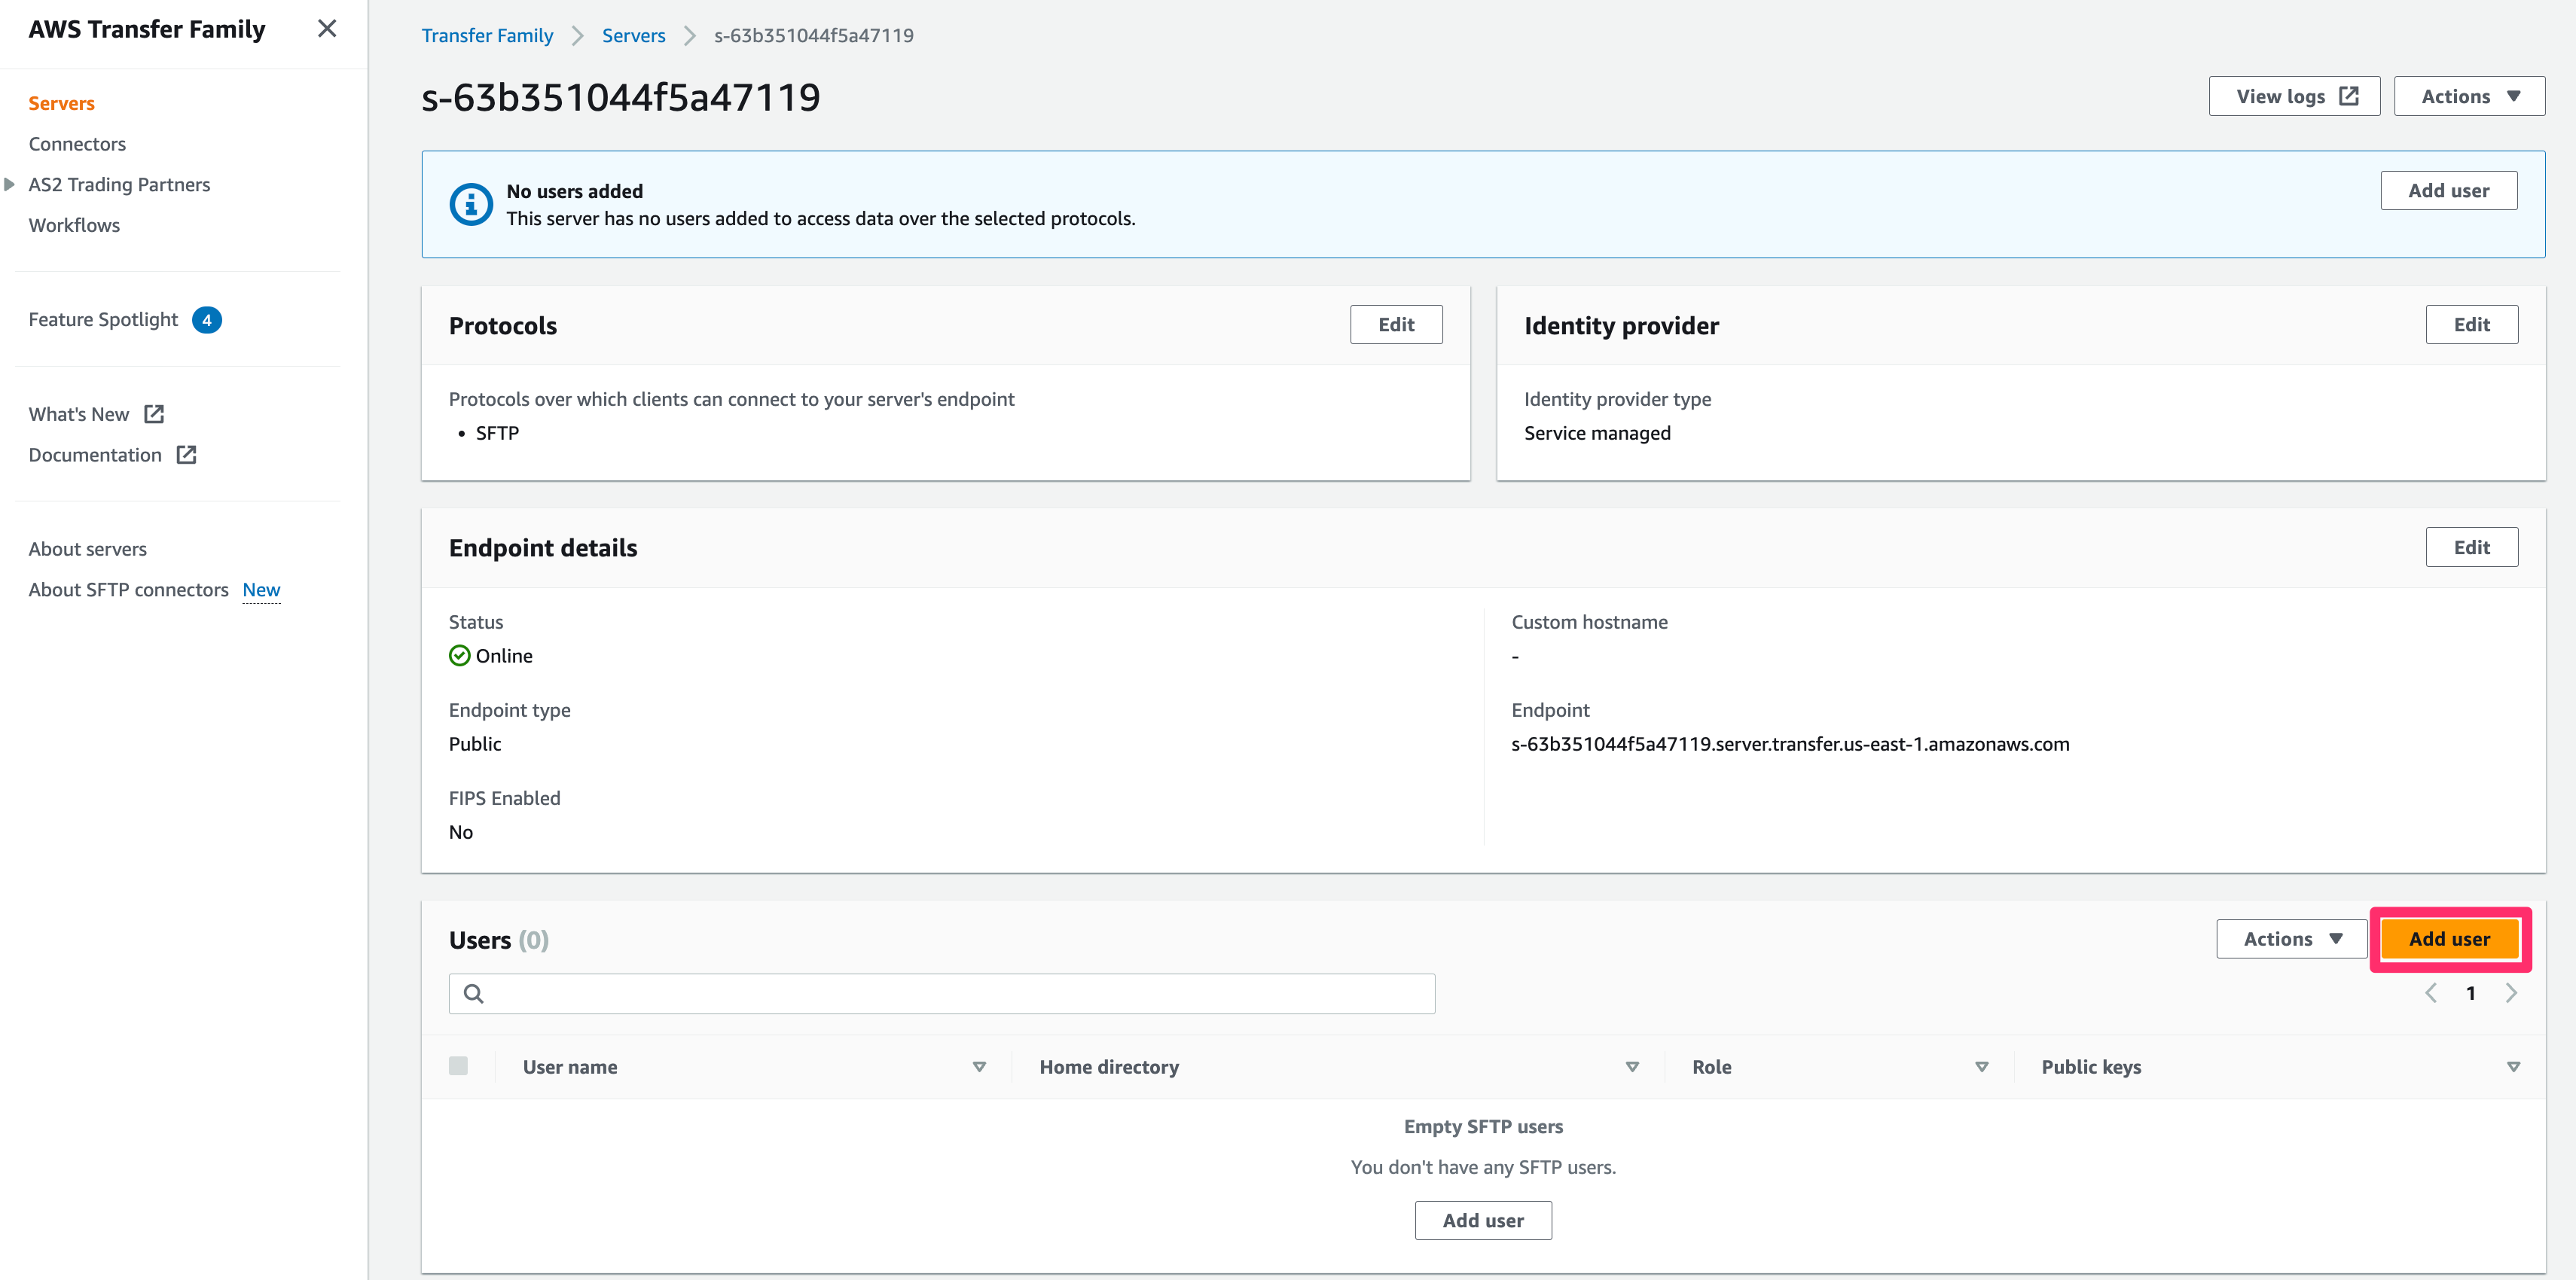 AWS Transfer Family
Servers
Connectors
AS2 Trading Partners
Workflows
Feature Spotlight 4
What's New
Documentation
About servers
About SFTP connectors New
Transfer Family Servers s-63b351044f5a47119
s-63b351044f5a47119
View logs Actions
No users added
This server has no users added to access data over the selected protocols.
Add user
Protocols
Edit
Protocols over which clients can connect to your server's endpoint
• SFTP
Identity provider
Edit
Identity provider type
Service managed
Endpoint details
Edit
Status
Online
Endpoint type
Public
FIPS Enabled
No
Custom hostname
-
Endpoint
s-63b351044f5a47119.server.transfer.us-east-1.amazonaws.com
Users (0)
Actions Add user
1
User name Home directory Role Public keys
Empty SFTP users
You don't have any SFTP users.
Add user